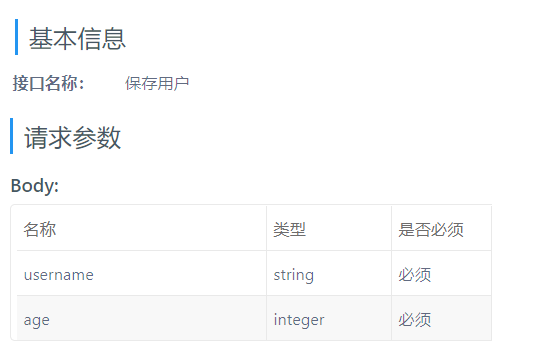 基本信息
接口名称： 保存用户
请求参数
Body:
名称 类型 是否必须
username string 必须
age integer 必须